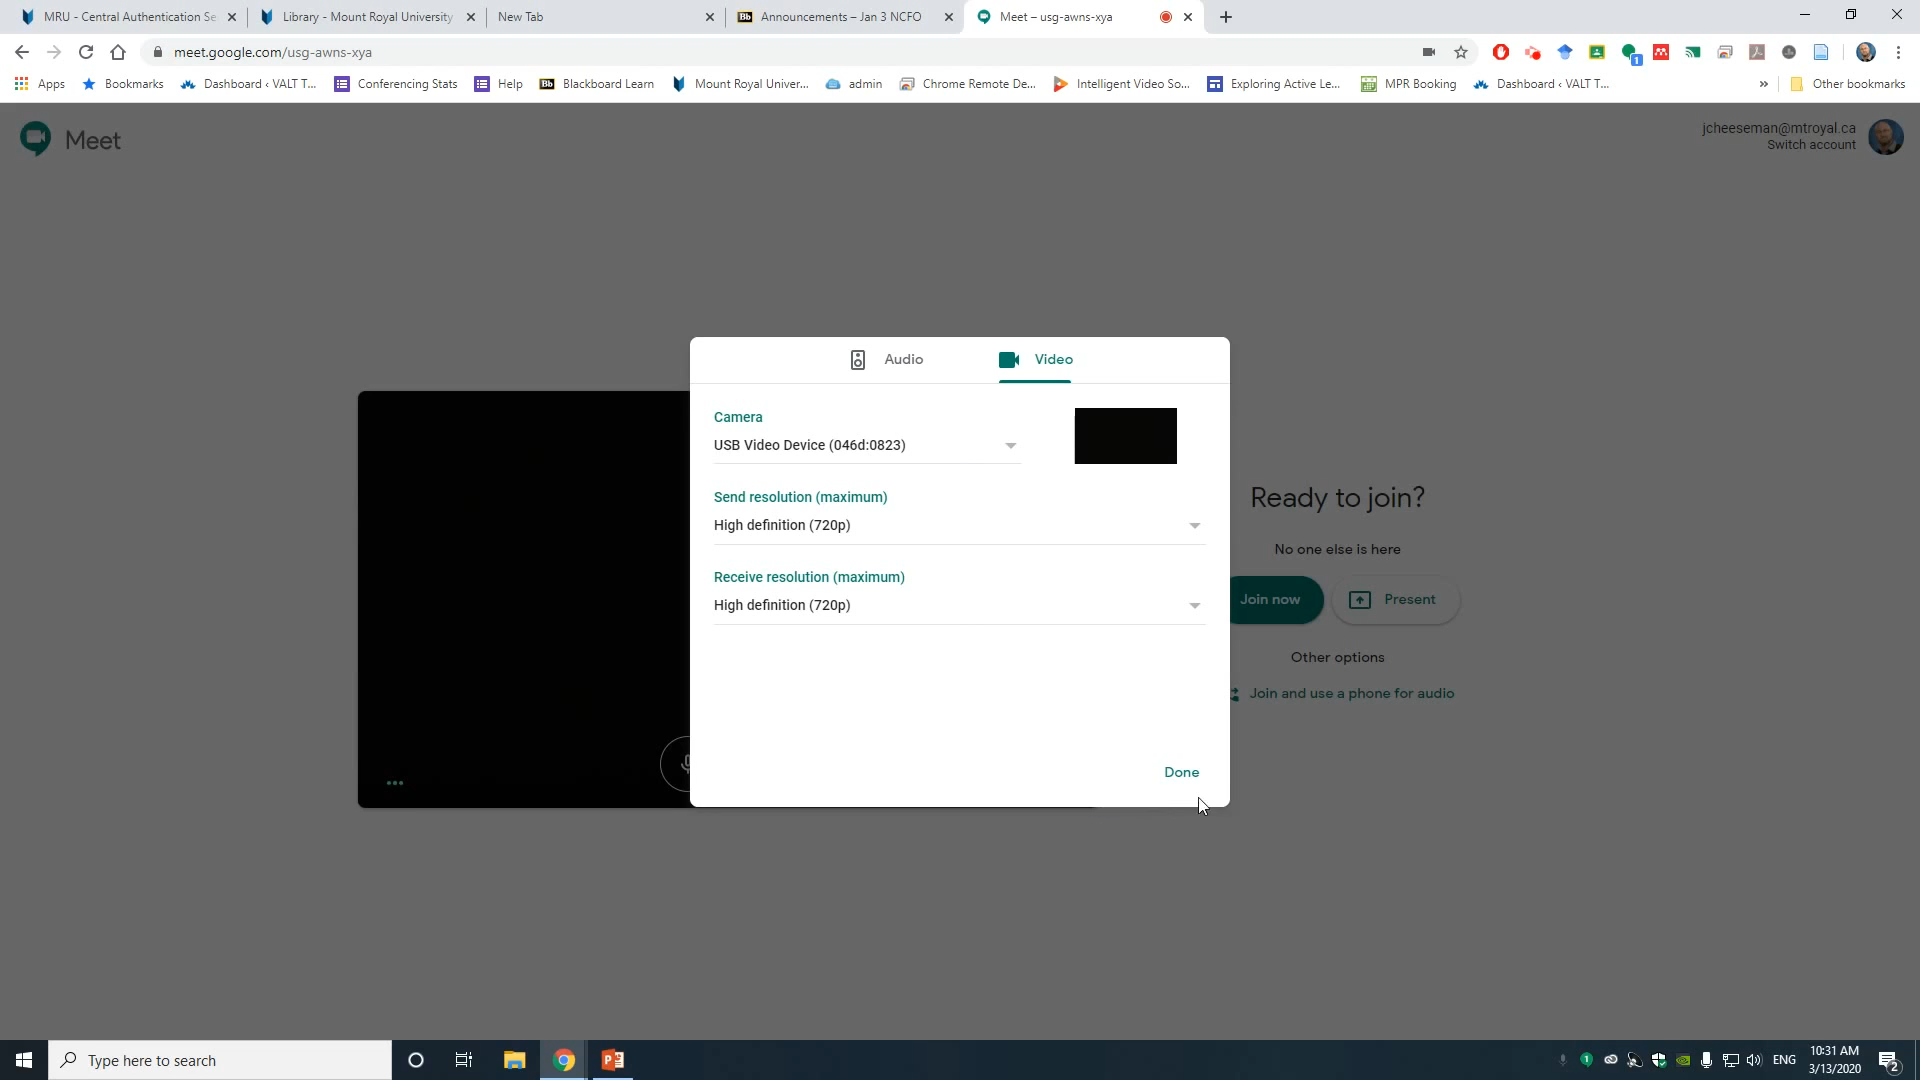 MRU - Central Authentication Se
Library - Mount Royal University
New Tab
Announcements – Jan 3 NCFO
Meet – usg-awns-xya
meet.google.com/usg-awns-xya
1
Apps
Bookmarks
Dashboard ‹ VALT T...
Conferencing Stats
Help
Bb
Blackboard Learn
Mount Royal Univer...
admin
Chrome Remote De...
Intelligent Video So...
Exploring Active Le...
MPR Booking
Dashboard ‹ VALT T...
»
Other bookmarks
Meet
jcheeseman@mtroyal.ca
Switch account
Audio
Video
Camera
USB Video Device (046d:0823)
Send resolution (maximum)
High definition (720p)
Receive resolution (maximum)
High definition (720p)
Done
Ready to join?
No one else is here
Join now
Present
Other options
Join and use a phone for audio
Type here to search
ENG
10:31 AM
3/13/2020
2